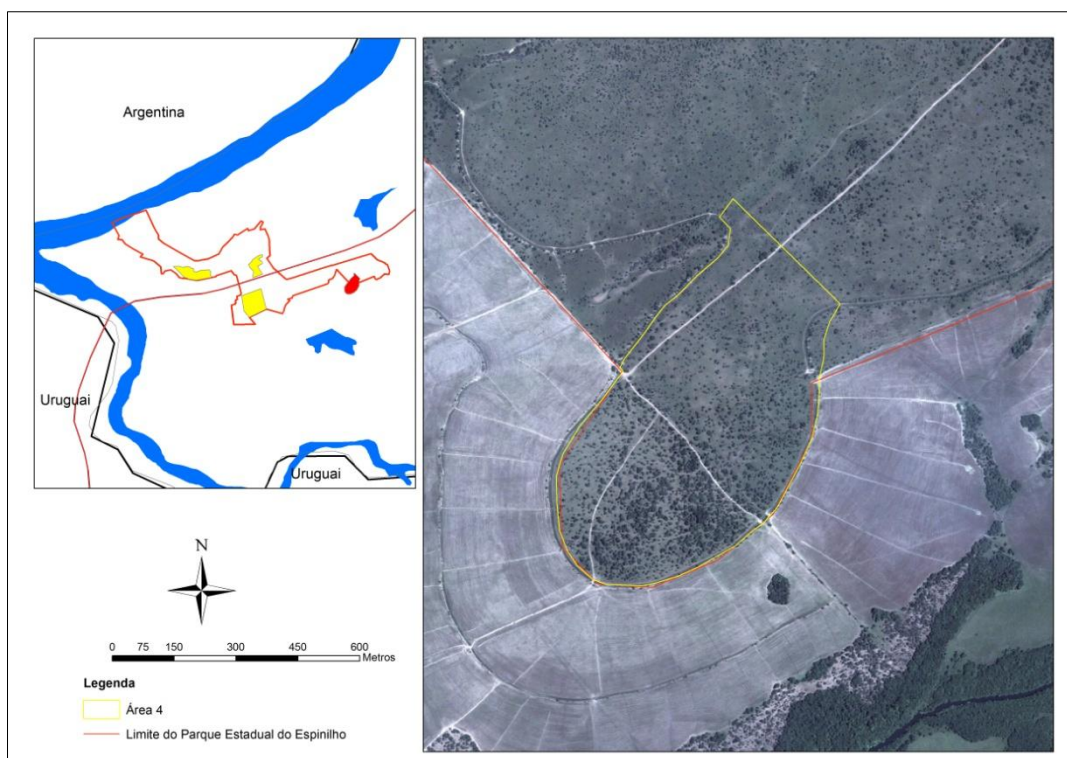 Argentina
Uruguai
Uruguai
N
0 75 150 300 450 600
Metros
Legenda
Área 4
Limite do Parque Estadual do Espinilho